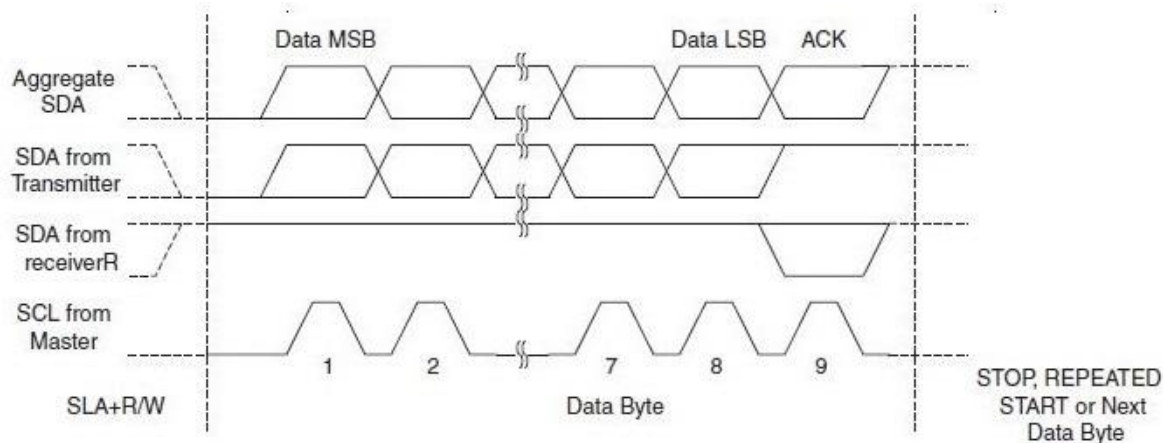 Data MSB
Data LSB
ACK
Aggregate
SDA
SDA from
Transmitter
SDA from
receiverR
SCL from
Master
1
2
7
8
9
SLA+R/W
Data Byte
STOP, REPEATED
START or Next
Data Byte